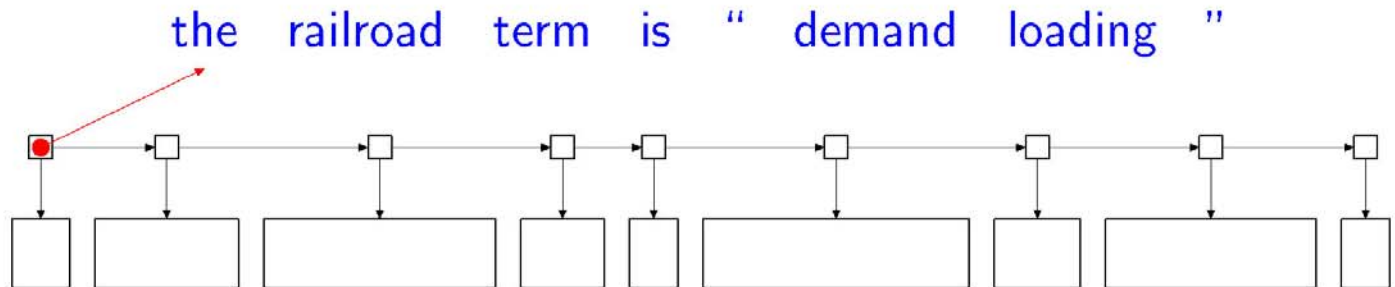 the railroad term is “ demand loading ”